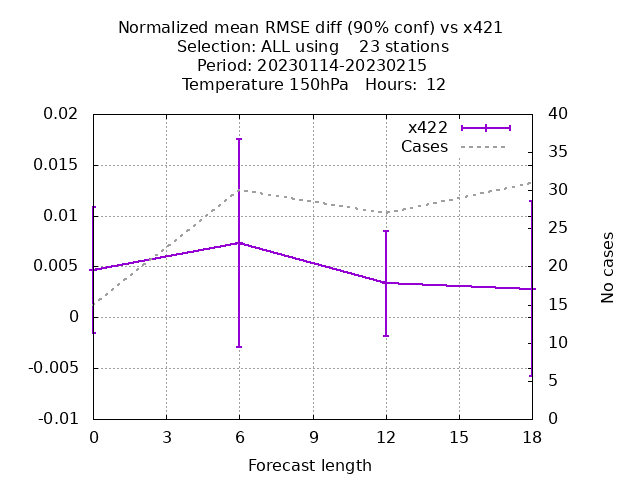 Normalized mean RMSE diff (90% conf) vs x421
Selection: ALL using    23 stations
Period: 20230114-20230215
Temperature 150hPa   Hours:  12
x422
Cases
0.02
0.015
0.01
0.005
0
-0.005
-0.01
40
35
30
25
20
15
10
5
0
No cases
0 3 6 9 12 15 18
Forecast length